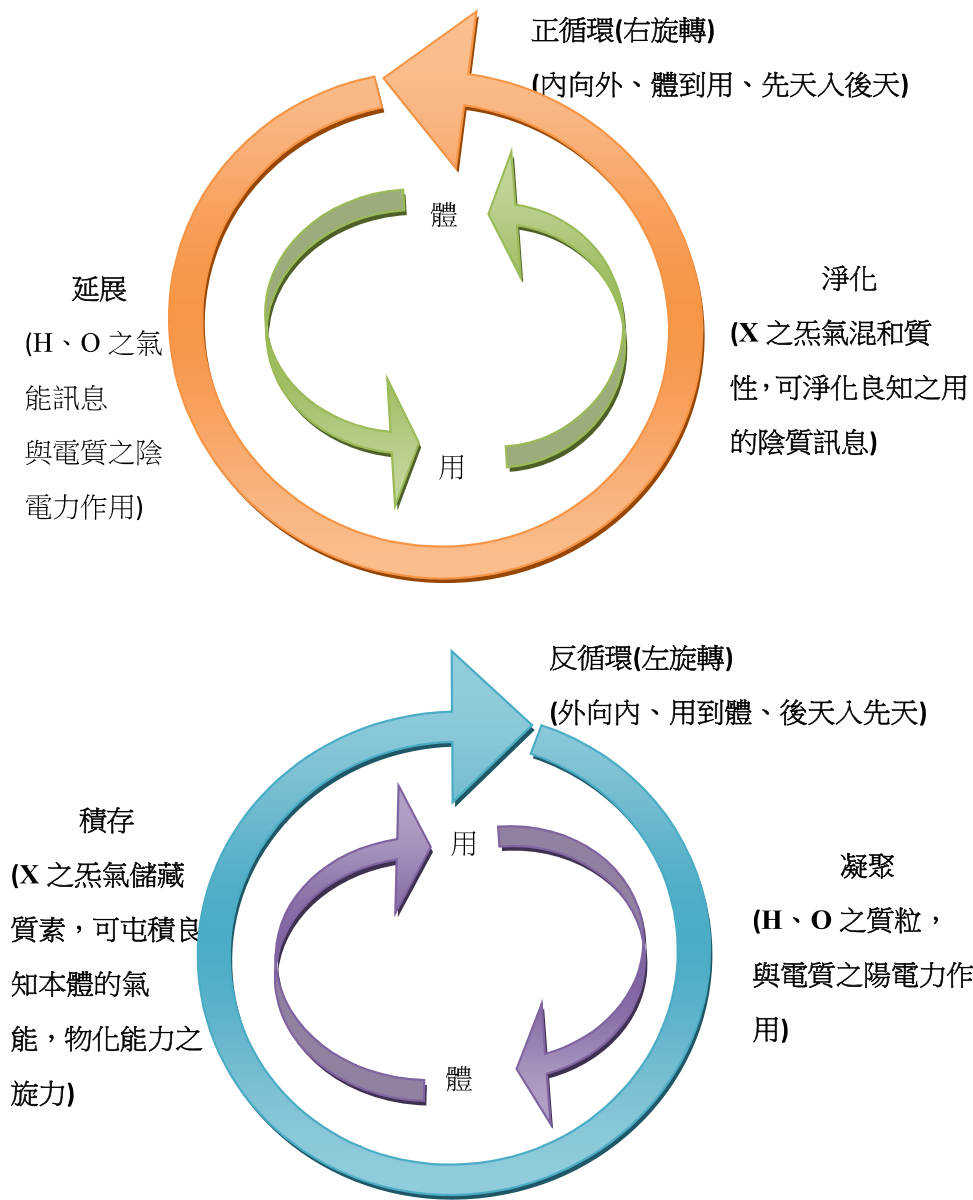 正循環(右旋轉)
(內向外、體到用、先天入後天)
體
用
延展
(H、O 之氣
能訊息
與電質之陰
電力作用)
淨化
(X 之炁氣混和質
性，可淨化良知之用
的陰質訊息)
反循環(左旋轉)
(外向內、用到體、後天入先天)
用
體
積存
(X 之炁氣儲藏
質素，可屯積良
知本體的氣
能，物化能力之
旋力)
凝聚
(H、O 之質粒，
與電質之陽電力作
用)